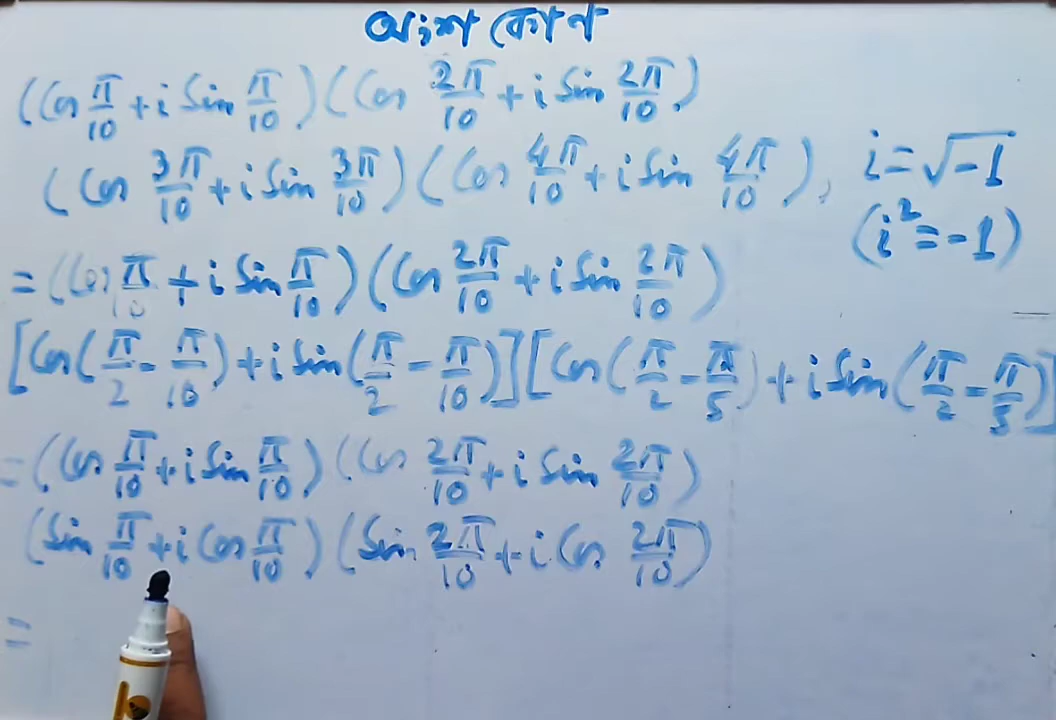 অংশ কোণ
(Cos π/10 + i Sin π/10)(Cos 2π/10 + i Sin 2π/10)
(Cos 3π/10 + i Sin 3π/10)(Cos 4π/10 + i Sin 4π/10), i = √-1
(i² = -1)
= (Cos π/10 + i Sin π/10)(Cos 2π/10 + i Sin 2π/10)
[Cos(π/2 - π/10) + i Sin(π/2 - π/10)][Cos(π/2 - π/5) + i Sin(π/2 - π/5)]
= (Cos π/10 + i Sin π/10)(Cos 2π/10 + i Sin 2π/10)
(Sin π/10 + i Cos π/10)(Sin 2π/10 + i Cos 2π/10)
=